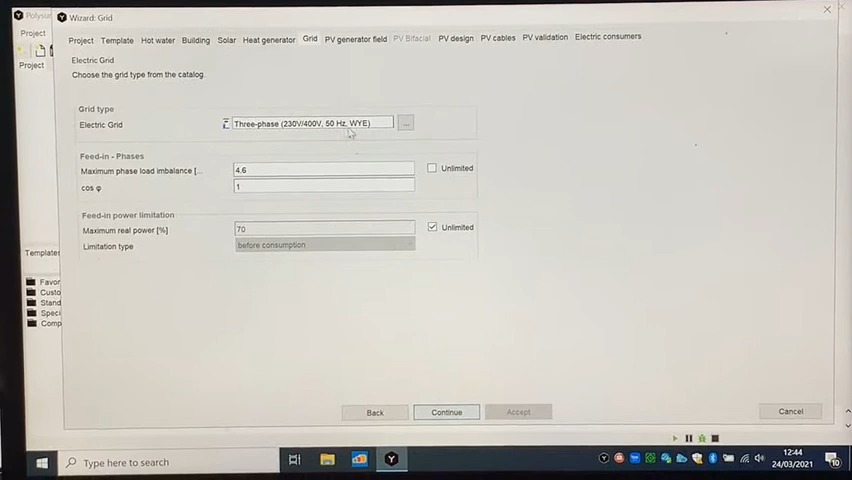 Polysun
Wizard: Grid
Project
Project Template Hot water Building Solar Heat generator Grid PV generator field PV Bifacial PV design PV cables PV validation Electric consumers
Project
Electric Grid
Choose the grid type from the catalog.
Grid type
Electric Grid Three-phase (230V/400V, 50 Hz, WYE) ...
Feed-in - Phases
Maximum phase load imbalance [... 4.6 Unlimited
cos φ 1
Feed-in power limitation
Maximum real power [%] 70 Unlimited
Limitation type before consumption
Templates
Favor
Custo
Stand
Speci
Comp
Back Continue Accept Cancel
Type here to search
12:44
24/03/2021
10